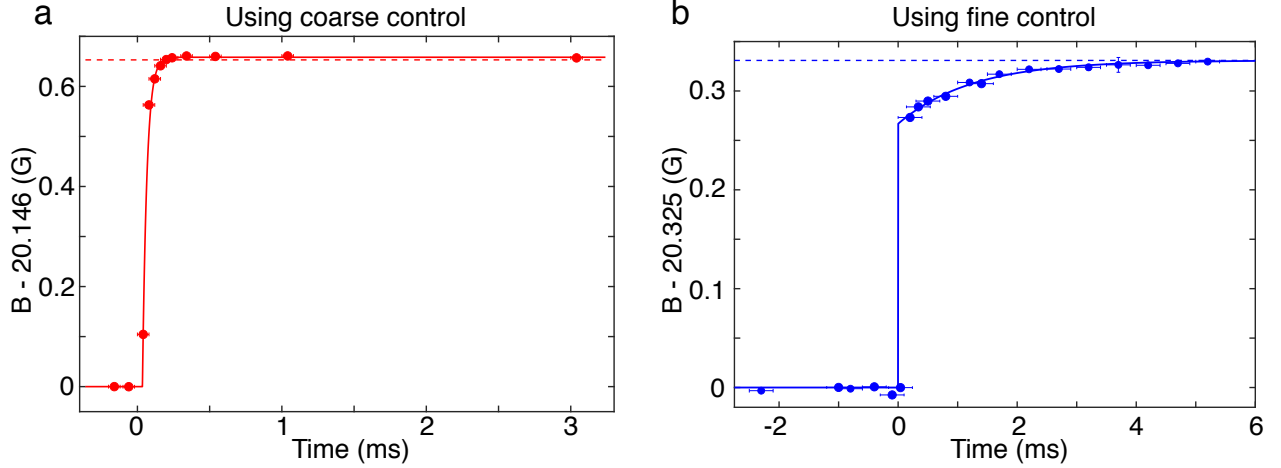 a
Using coarse control
B - 20.146 (G)
0.6
0.4
0.2
0
0
1
2
3
Time (ms)
b
Using fine control
B - 20.325 (G)
0.3
0.2
0.1
0
-2
0
2
4
6
Time (ms)